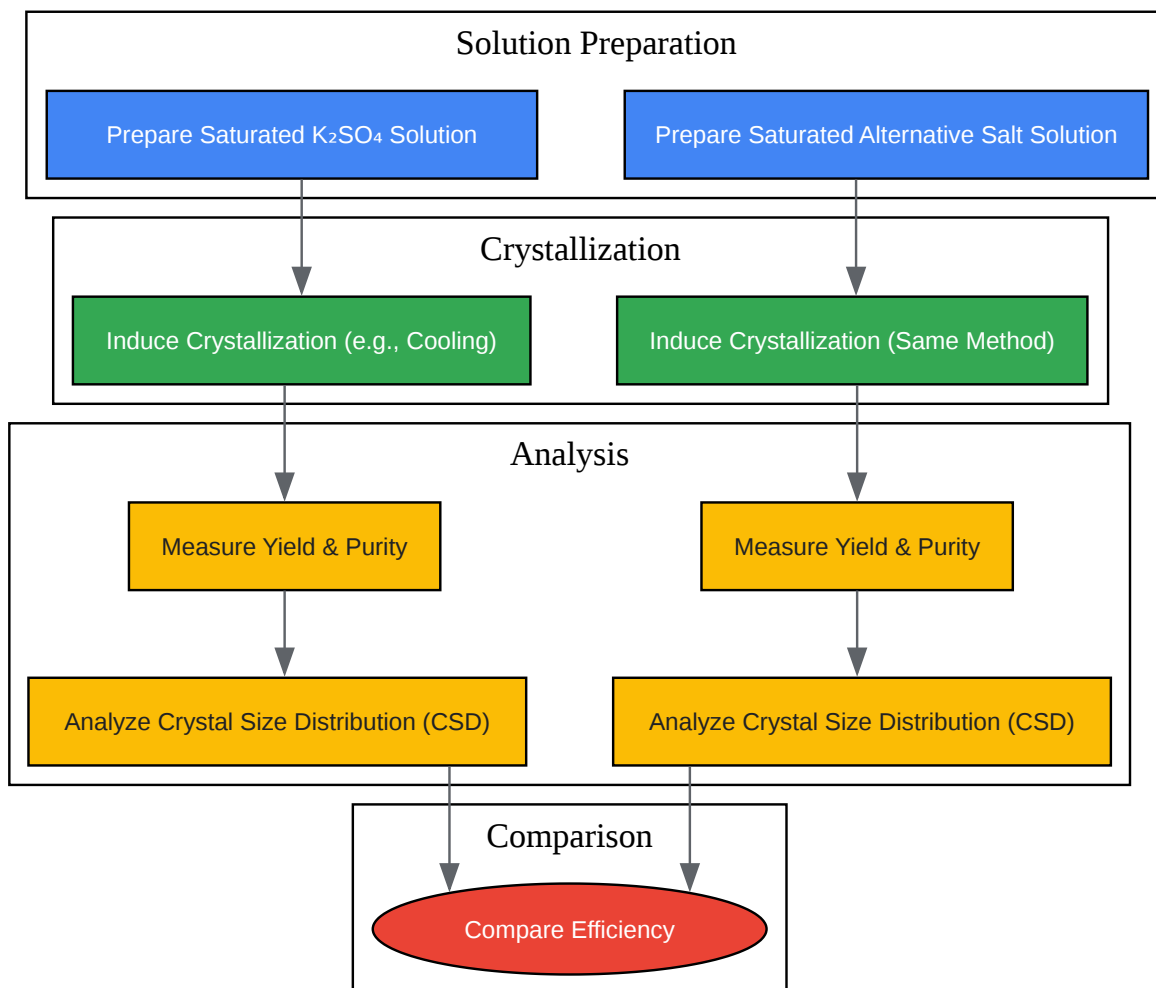 Solution Preparation
Prepare Saturated K₂SO₄ Solution
Prepare Saturated Alternative Salt Solution
Crystallization
Induce Crystallization (e.g., Cooling)
Induce Crystallization (Same Method)
Analysis
Measure Yield & Purity
Measure Yield & Purity
Analyze Crystal Size Distribution (CSD)
Analyze Crystal Size Distribution (CSD)
Comparison
Compare Efficiency